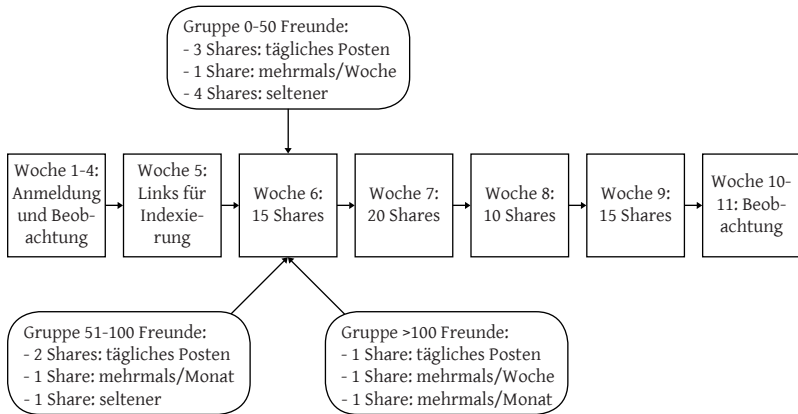 Gruppe 0-50 Freunde:
- 3 Shares: tägliches Posten
- 1 Share: mehrmals/Woche
- 4 Shares: seltener
Woche 1-4:
Anmeldung
und Beob-
achtung
Woche 5:
Links für
Indexie-
rung
Woche 6:
15 Shares
Woche 7:
20 Shares
Woche 8:
10 Shares
Woche 9:
15 Shares
Woche 10-
11: Beob-
achtung
Gruppe 51-100 Freunde:
- 2 Shares: tägliches Posten
- 1 Share: mehrmals/Monat
- 1 Share: seltener
Gruppe >100 Freunde:
- 1 Share: tägliches Posten
- 1 Share: mehrmals/Woche
- 1 Share: mehrmals/Monat